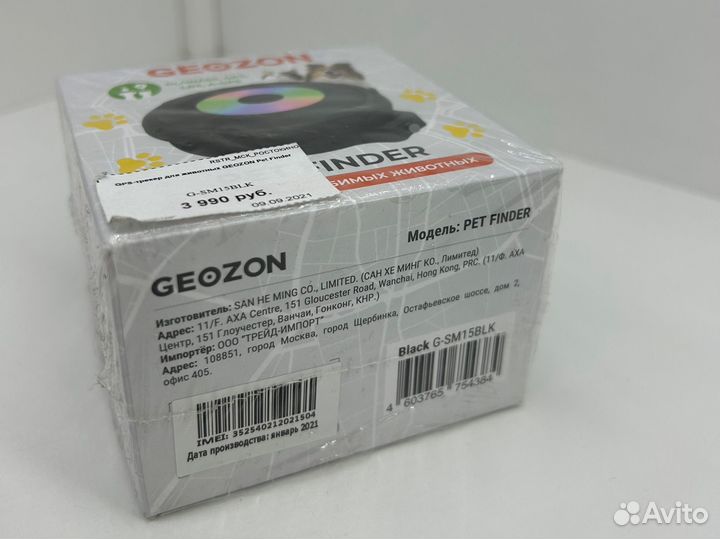 GEOZON
FINDER
БИМЫХ ЖИВОТНЫХ
RSTR_МСК_РОСТОКИНО
GPS-трекер для животных GEOZON Pet Finder
G-SM15BLK
3 990 руб.
09.09.2021
Модель: PET FINDER
GEOZON
Изготовитель: SAN HE MING CO., LIMITED. (САН ХЕ МИНГ КО., Лимитед)
Адрес: 11/F. AXA Centre, 151 Gloucester Road, Wanchai, Hong Kong, PRC. (11/Ф. АХА
Центр, 151 Глоучестер, Ванчаи, Гонконг, КНР.)
Импортёр: ООО "ТРЕЙД-ИМПОРТ"
Адрес: 108851, город Москва, город Щербинка, Остафьевское шоссе, дом 2,
офис 405.
Black G-SM15BLK
4 603765 754384
IMEI: 352540212021504
Дата производства: январь 2021
Avito